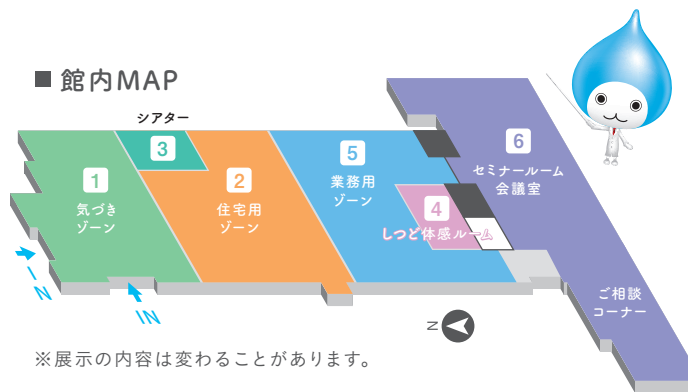 ■ 館内MAP
シアター
1
気づき
ゾーン
3
2
住宅用
ゾーン
5
業務用
ゾーン
4
しつど体感ルーム
6
セミナールーム
会議室
ご相談
コーナー
IN
IN
N
※展示の内容は変わることがあります。